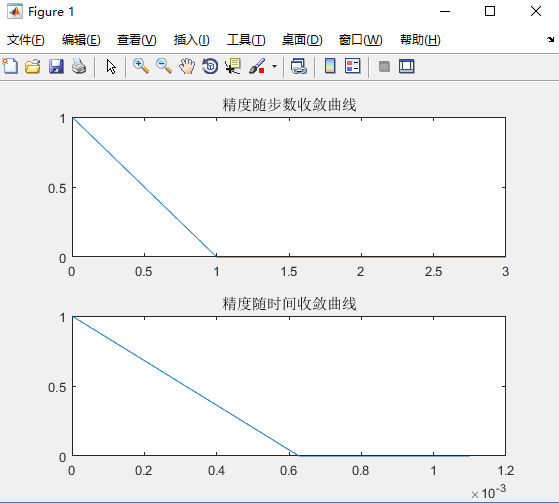 Figure 1
文件(F) 编辑(E) 查看(V) 插入(I) 工具(T) 桌面(D) 窗口(W) 帮助(H)
精度随步数收敛曲线
1
0.5
0
0 0.5 1 1.5 2 2.5 3
精度随时间收敛曲线
1
0.5
0
0 0.2 0.4 0.6 0.8 1 1.2
×10⁻³